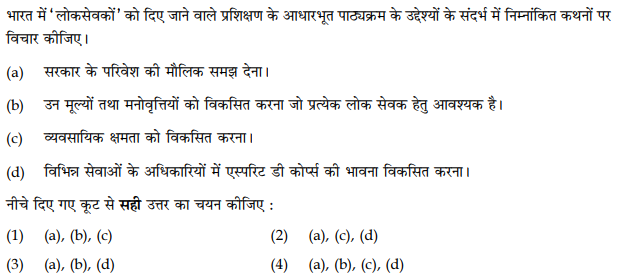 भारत में ‘लोकसेवकों’ को दिए जाने वाले प्रशिक्षण के आधारभूत पाठ्यक्रम के उद्देश्यों के संदर्भ में निम्नांकित कथनों पर
विचार कीजिए।
(a) सरकार के परिवेश की मौलिक समझ देना।
(b) उन मूल्यों तथा मनोवृत्तियों को विकसित करना जो प्रत्येक लोक सेवक हेतु आवश्यक है।
(c) व्यवसायिक क्षमता को विकसित करना।
(d) विभिन्न सेवाओं के अधिकारियों में एस्परिट डी कोर्प्स की भावना विकसित करना।
नीचे दिए गए कूट से सही उत्तर का चयन कीजिए :
(1) (a), (b), (c) (2) (a), (c), (d)
(3) (a), (b), (d) (4) (a), (b), (c), (d)